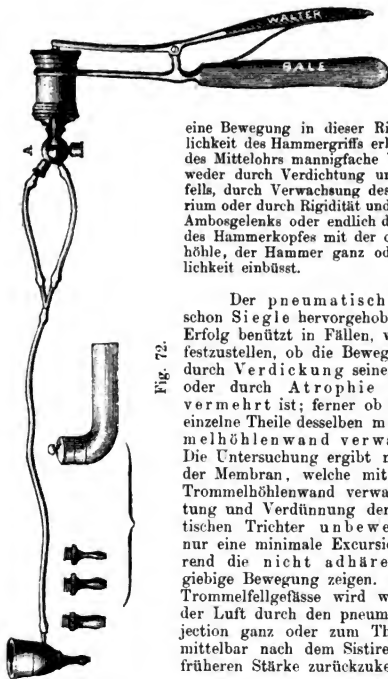 WALTER
BALE
A
B
Fig. 72.
eine Bewegung in dieser Ri
lichkeit des Hammergriffs erl
des Mittelohrs mannigfache
weder durch Verdichtung un
fells, durch Verwachsung des
rium oder durch Rigidität und
Ambosgelenks oder endlich d
des Hammerkopfes mit der o
höhle, der Hammer ganz od
lichkeit einbüsst.
Der pneumatisch
schon Siegle hervorgehob
Erfolg benützt in Fällen, v
festzustellen, ob die Beweg
durch Verdickung seine
oder durch Atrophie
vermehrt ist; ferner ob
einzelne Theile desselben m
melhöhlenwand verwa
Die Untersuchung ergibt n
der Membran, welche mit
Trommelhöhlenwand verwa
tung und Verdünnung der
tischen Trichter unbewe
nur eine minimale Excursi
rend die nicht adhäre
giebige Bewegung zeigen.
Trommelfellgefässe wird w
der Luft durch den pneum
jection ganz oder zum Th
mittelbar nach dem Sistire
früheren Stärke zurückzuke